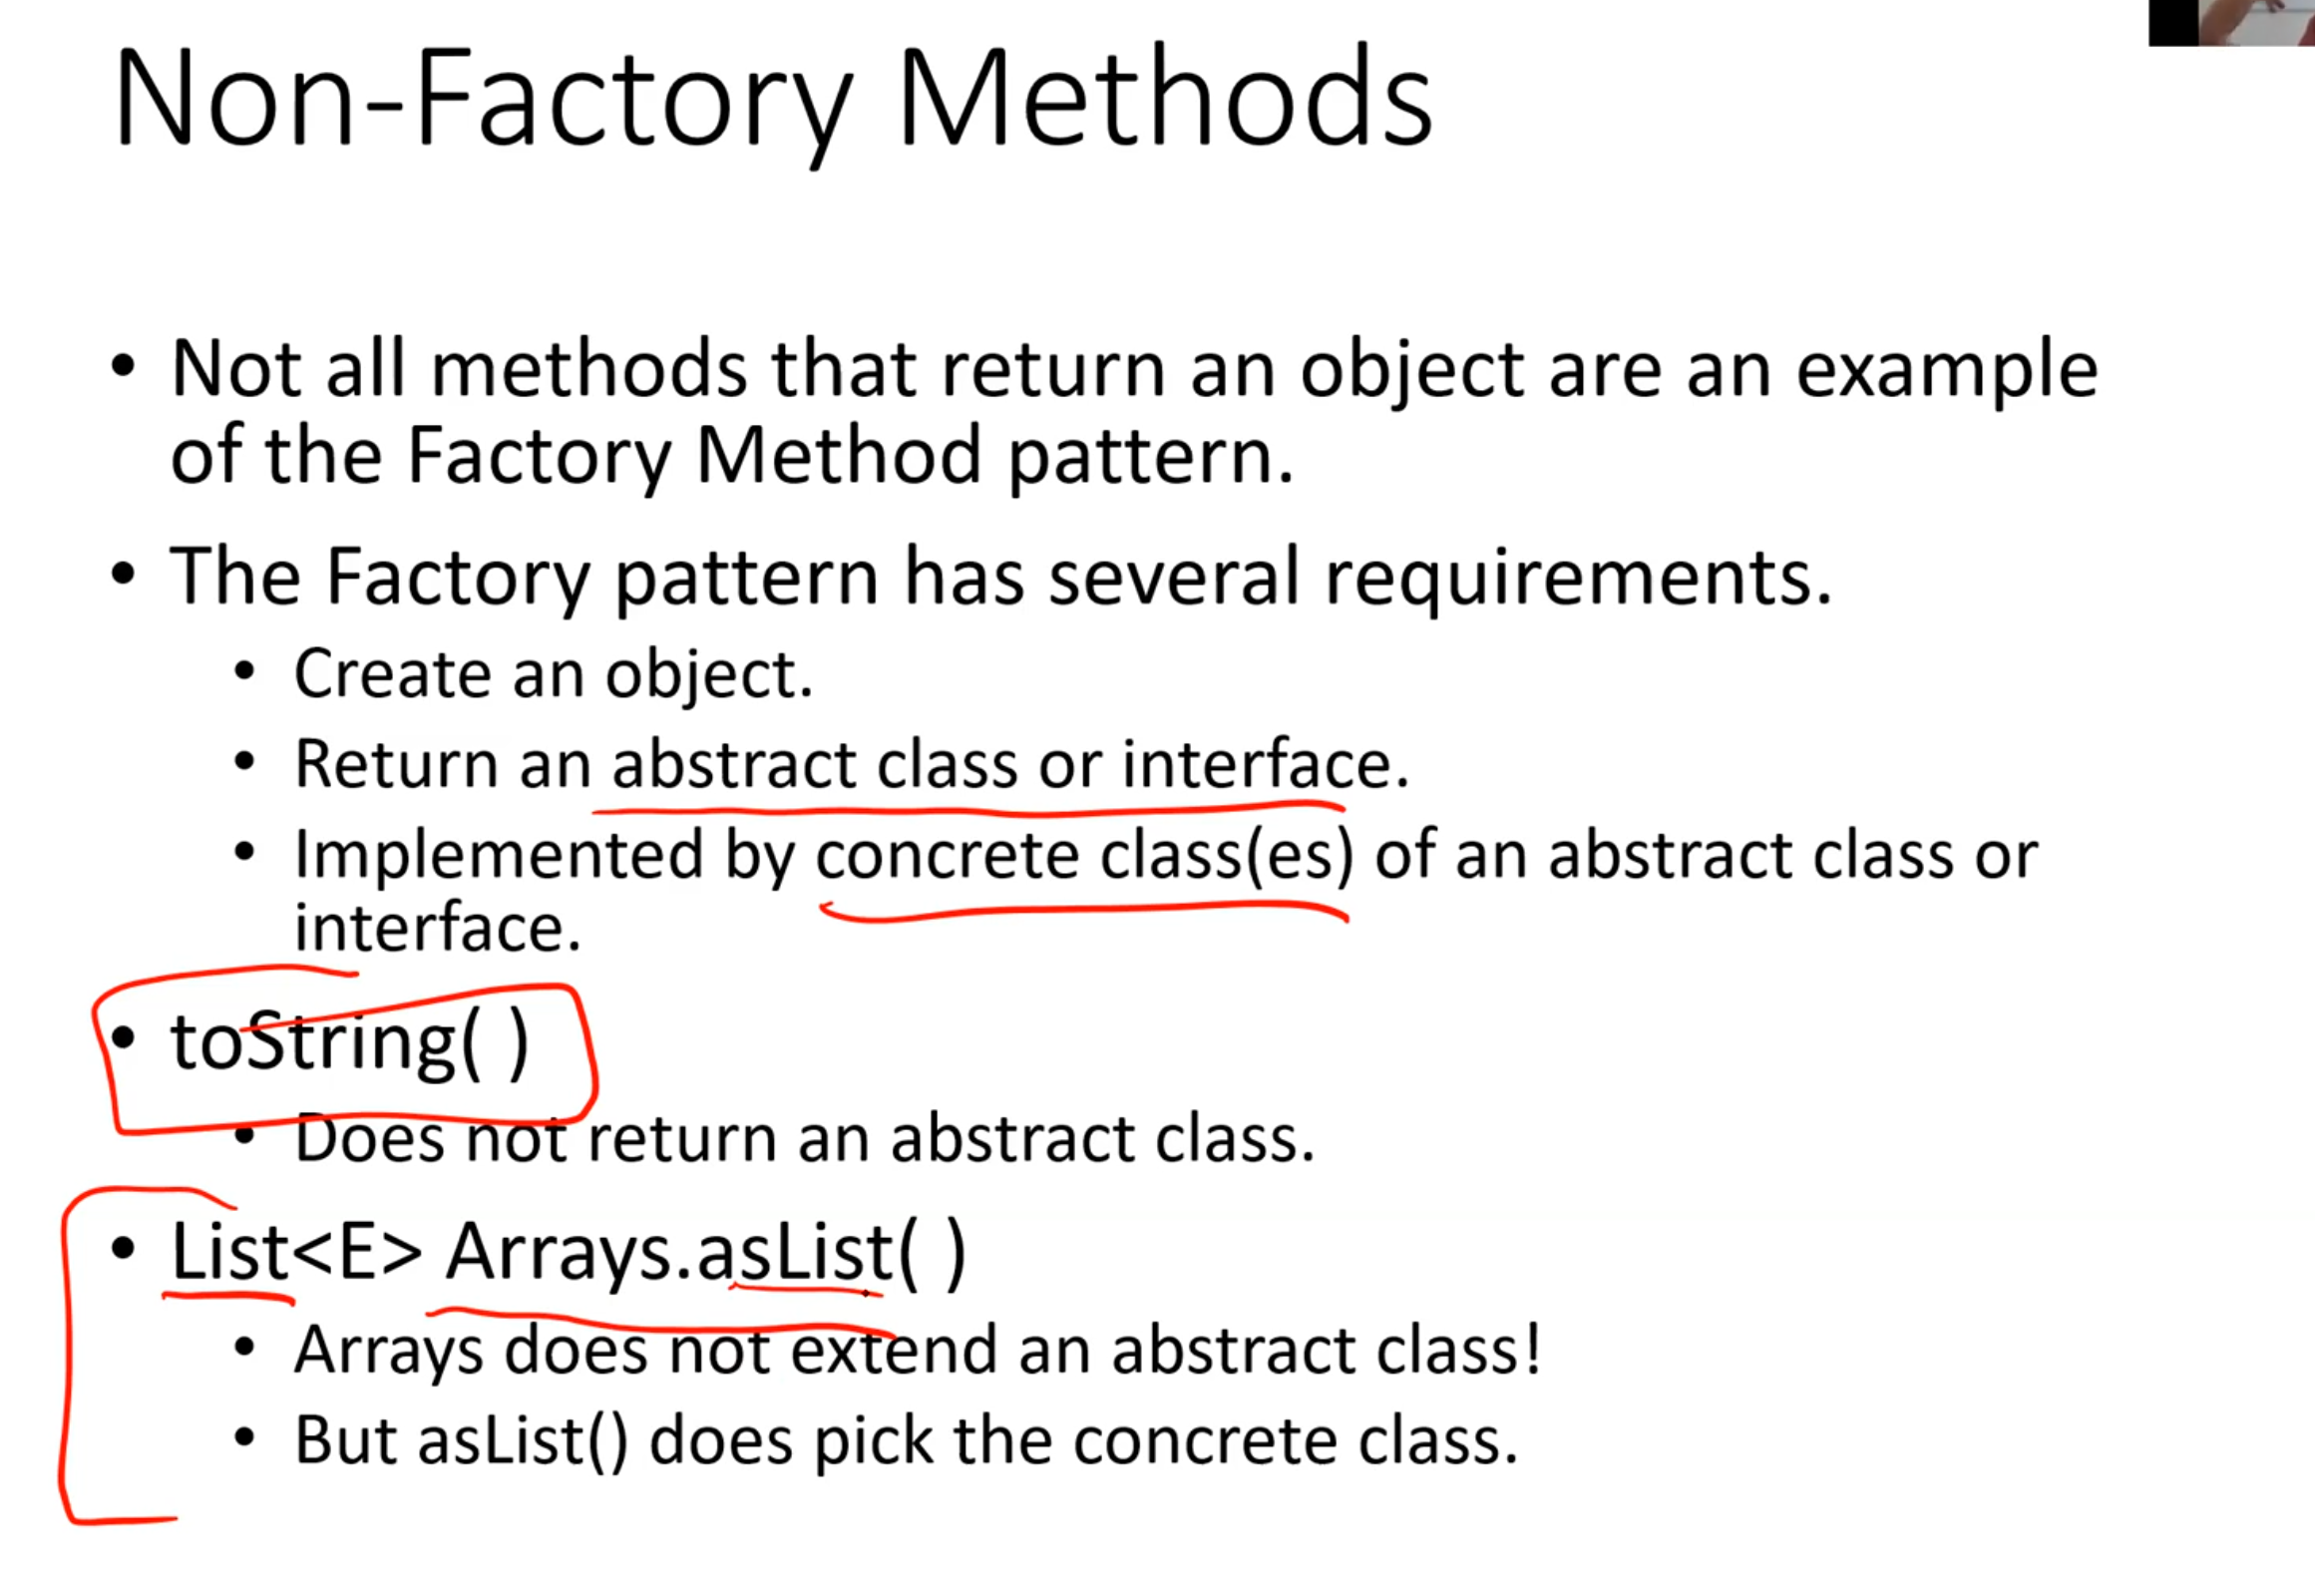 Non-Factory Methods
• Not all methods that return an object are an example
of the Factory Method pattern.
• The Factory pattern has several requirements.
• Create an object.
• Return an abstract class or interface.
• Implemented by concrete class(es) of an abstract class or
interface.
• toString( )
• Does not return an abstract class.
• List<E> Arrays.asList( )
• Arrays does not extend an abstract class!
• But asList() does pick the concrete class.